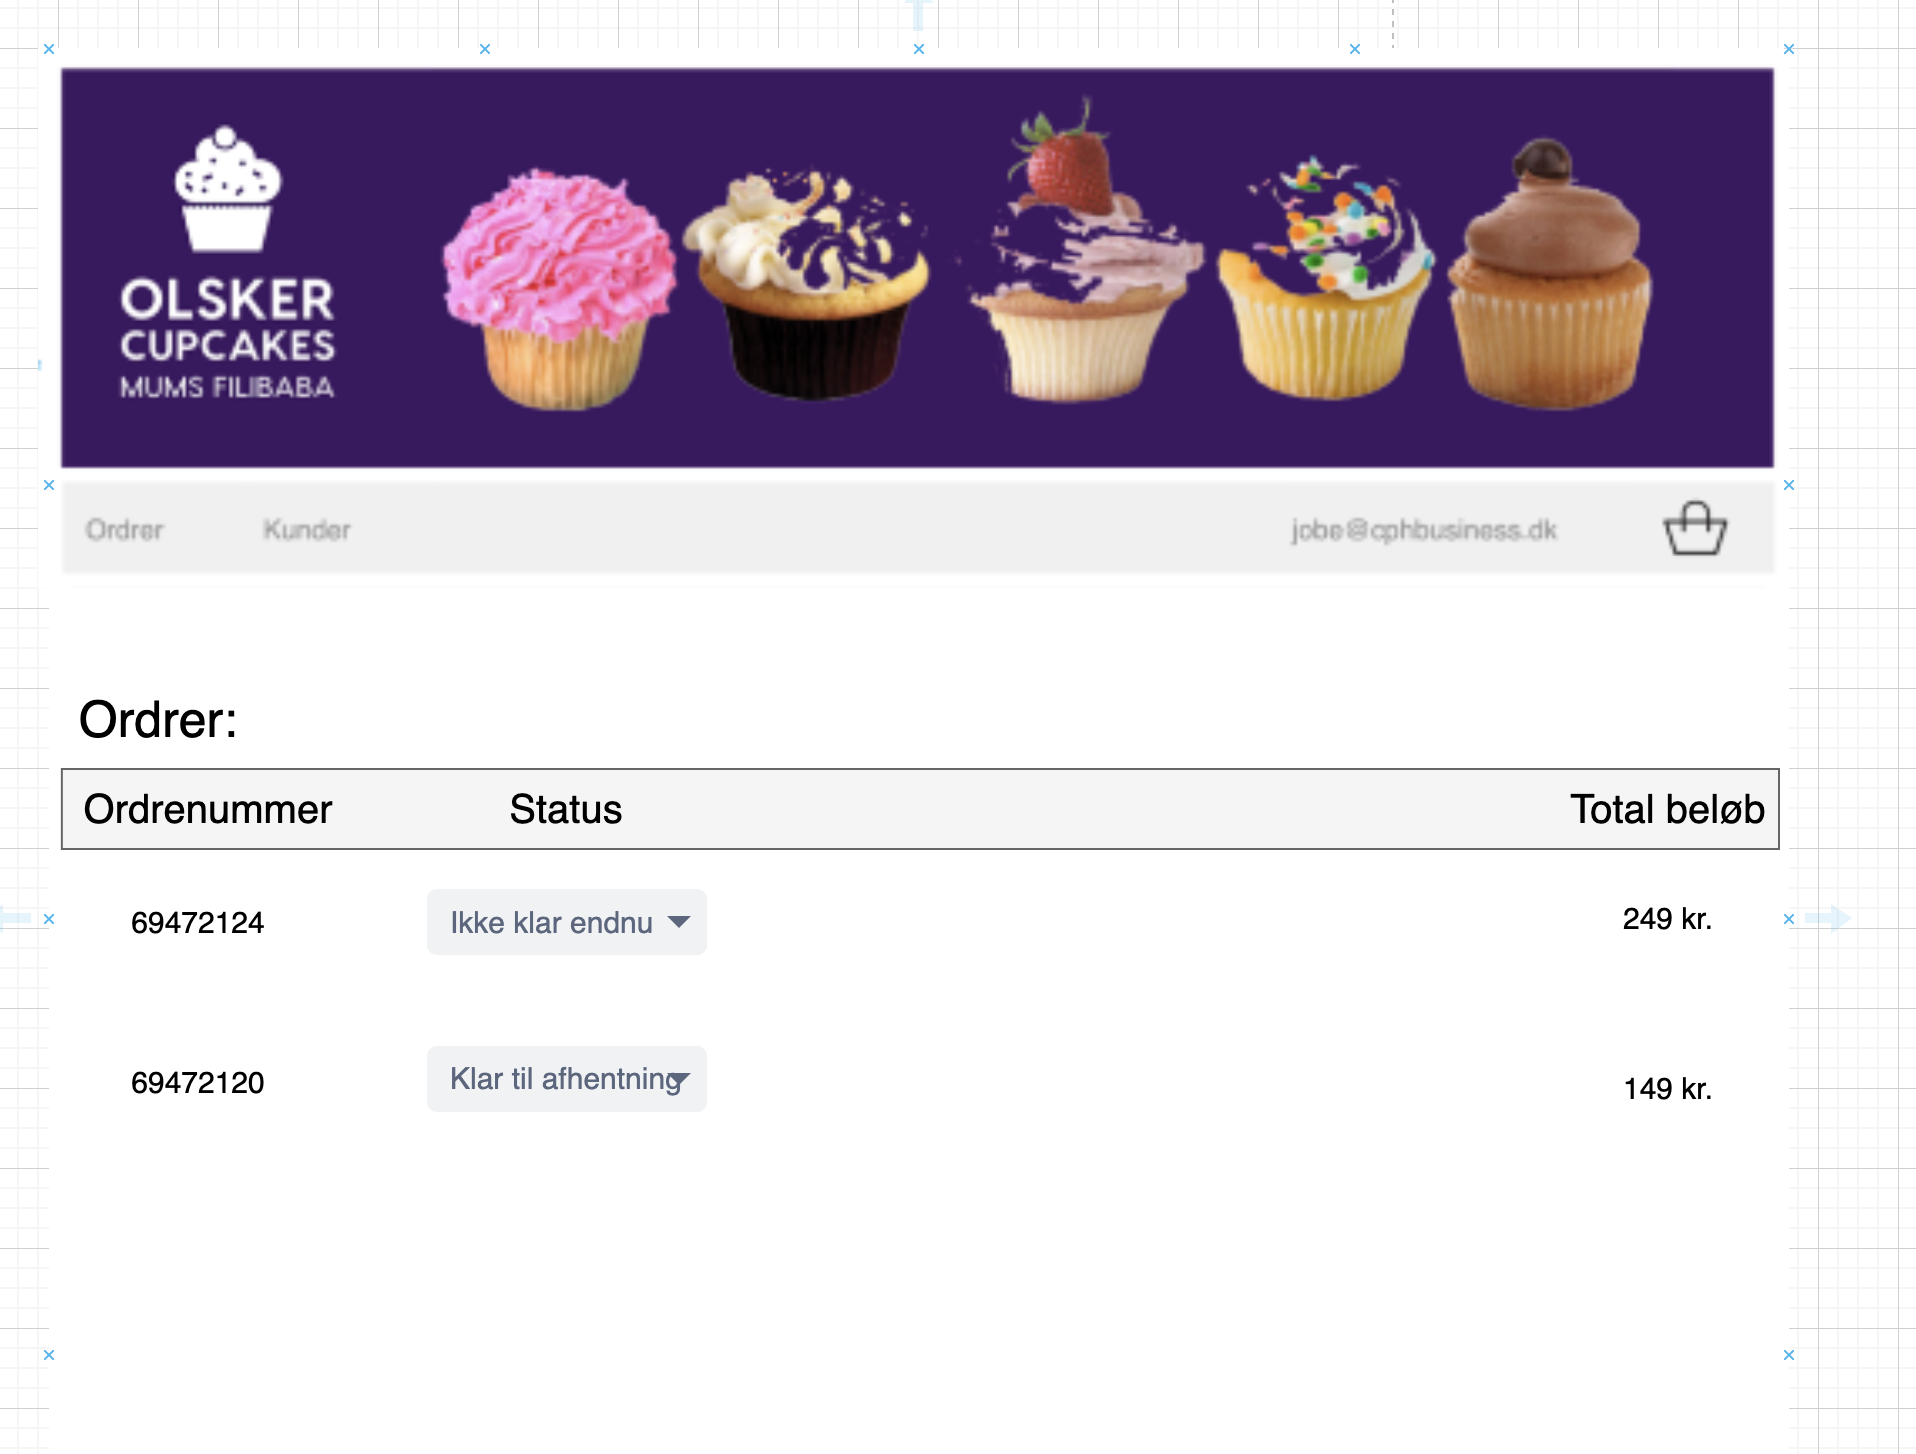 OLSKER
CUPCAKES
MUMS FILIBABA
Ordrer Kunder jobe@cphbusiness.dk
Ordrer:
Ordrenummer Status Total beløb
69472124 Ikke klar endnu 249 kr.
69472120 Klar til afhentning 149 kr.